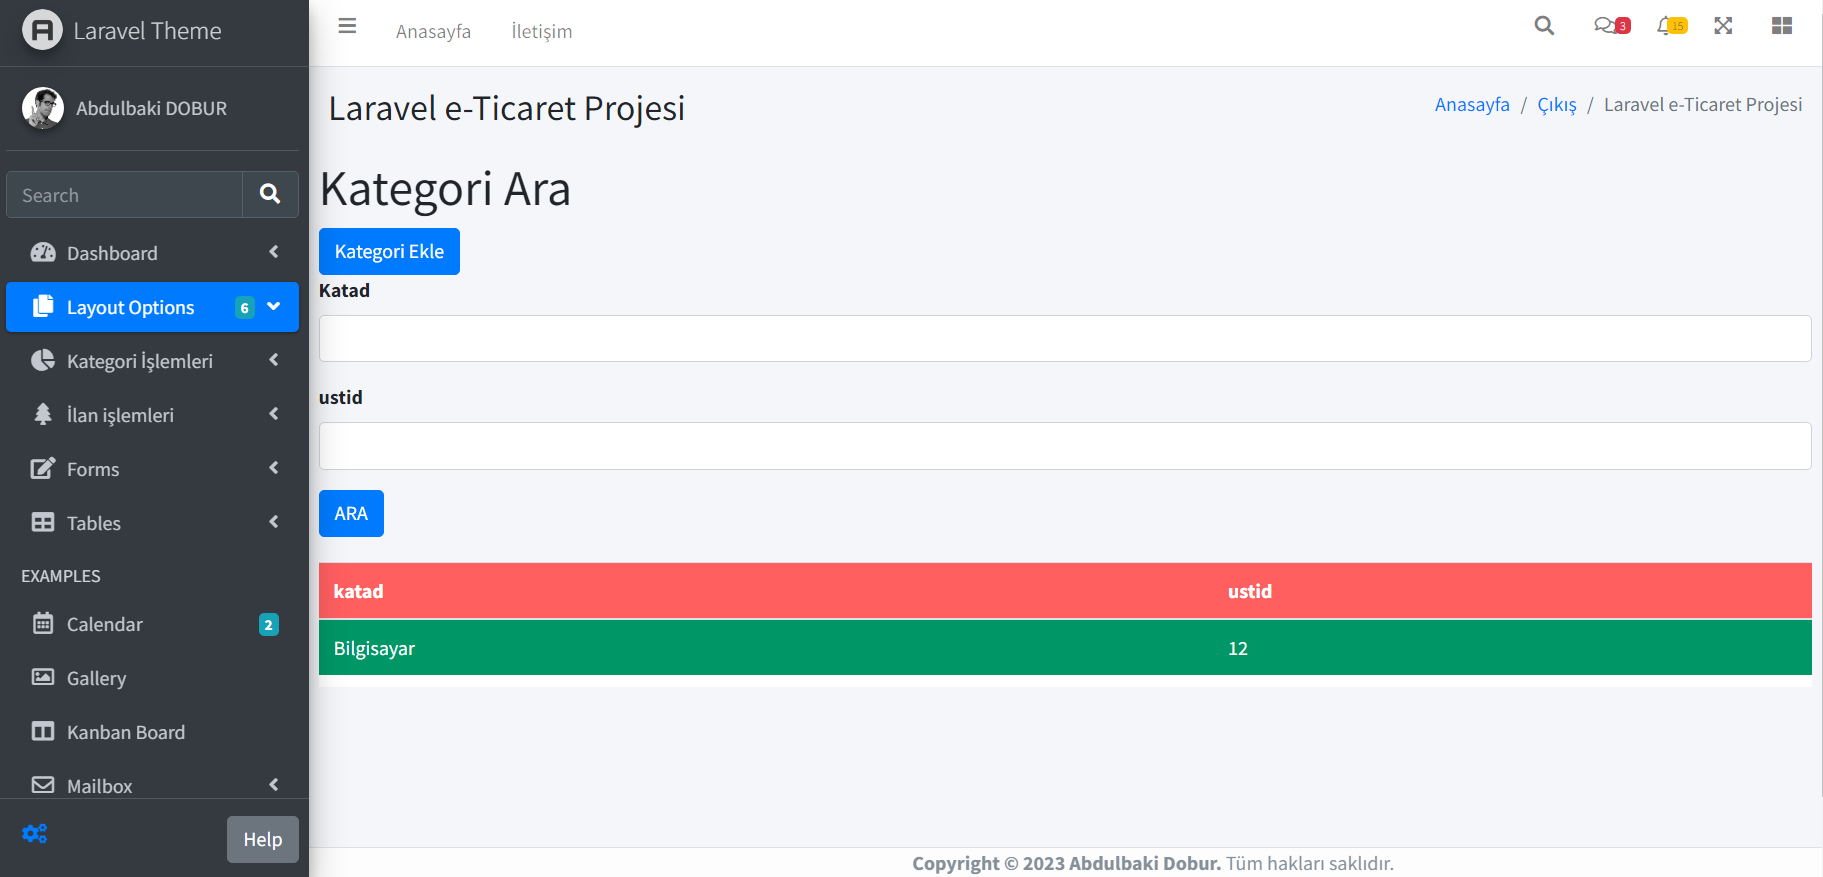 Laravel Theme
Abdulbaki DOBUR
Search
Dashboard
Layout Options 6
Kategori İşlemleri
İlan işlemleri
Forms
Tables
EXAMPLES
Calendar 2
Gallery
Kanban Board
Mailbox
Help
Anasayfa İletişim
3 15
Laravel e-Ticaret Projesi
Anasayfa / Çıkış / Laravel e-Ticaret Projesi
Kategori Ara
Kategori Ekle
Katad
ustid
ARA
katad ustid
Bilgisayar 12
Copyright © 2023 Abdulbaki Dobur. Tüm hakları saklıdır.